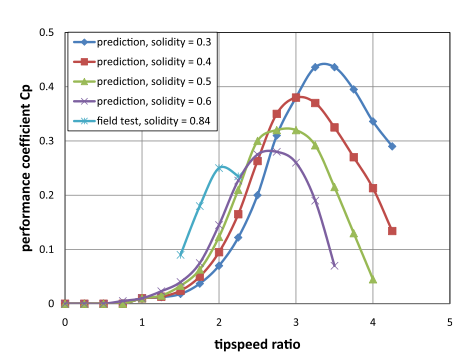 0.5
prediction, solidity = 0.3
prediction, solidity = 0.4
0.4
prediction, solidity = 0.5
prediction, solidity = 0.6
field test, solidity = 0.84
0.3
0.2
0.1
0
0 1 2 3 4 5
performance coefficient Cp
tipspeed ratio